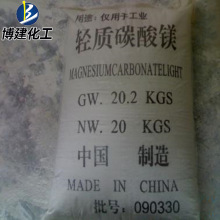 博建化工
用途：仅用于工业
轻质碳酸镁
MAGNESIUMCARBONATELIGHT
GW. 20.2 KGS
NW. 20 KGS
中国 制造
MADE IN CHINA
批号：090330